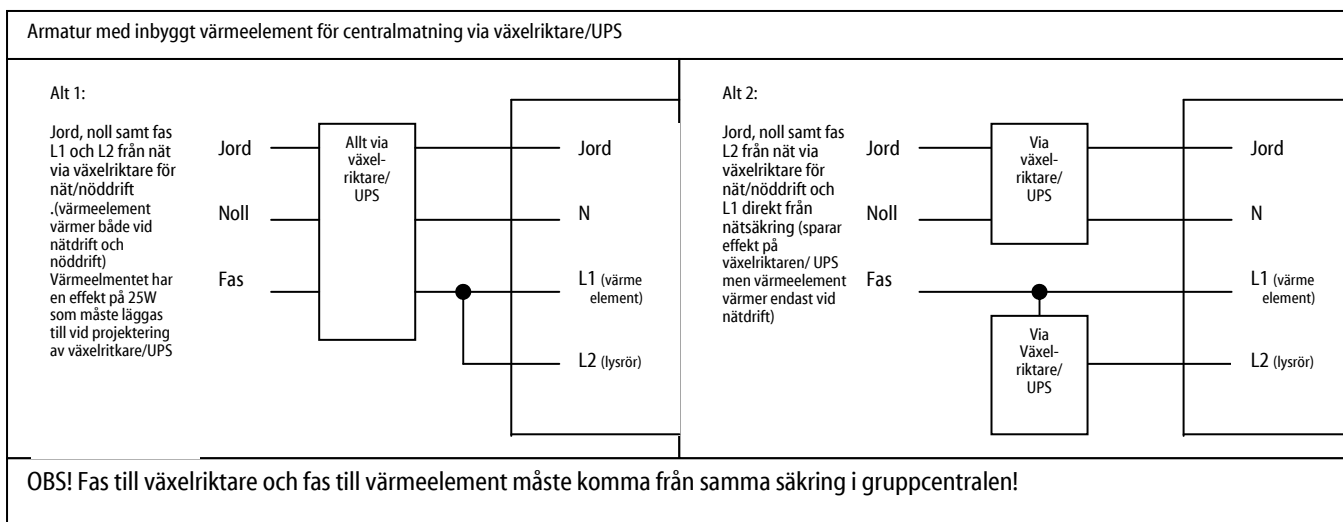 Armatur med inbyggt värmeelement för centralmatning via växelriktare/UPS
Alt 1:
Jord, noll samt fas
L1 och L2 från nät
via växelriktare för
nät/nöddrift
.(värmeelement
värmer både vid
nätdrift och
nöddrift)
Värmeelmentet har
en effekt på 25W
som måste läggas
till vid projektering
av växelritkare/UPS
Jord
Noll
Fas
Allt via
växel-
riktare/
UPS
Jord
N
L1 (värme
element)
L2 (lysrör)
Alt 2:
Jord, noll samt fas
L2 från nät via
växelriktare för
nät/nöddrift och
L1 direkt från
nätsäkring (sparar
effekt på
växelriktaren/ UPS
men värmeelement
värmer endast vid
nätdrift)
Jord
Noll
Fas
Via
växel-
riktare/
UPS
Via
Växel-
riktare/
UPS
Jord
N
L1 (värme
element)
L2 (lysrör)
OBS! Fas till växelriktare och fas till värmeelement måste komma från samma säkring i gruppcentralen!